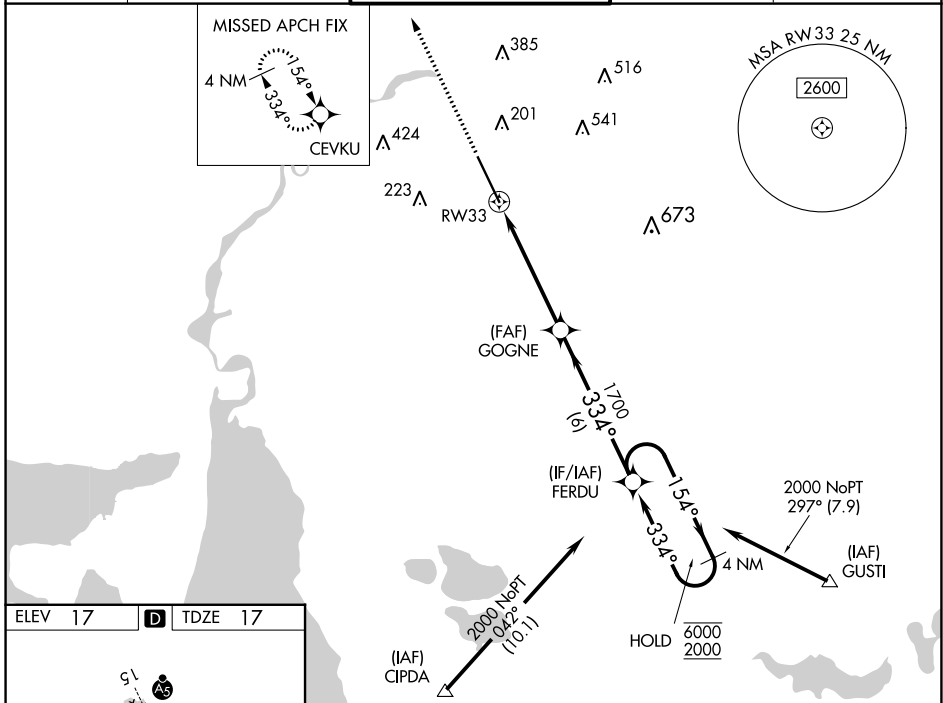 MISSED APCH FIX
4 NM
154°
334°
CEVKU
385
516
201
541
424
223
RW33
673
MSA RW33 25 NM
2600
(FAF)
GOGNE
1700
334°
(6)
(IF/IAF)
FERDU
154°
334°
4 NM
2000 NoPT
297° (7.9)
(IAF)
GUSTI
HOLD
6000
2000
2000 NoPT
042°
(10.1)
(IAF)
CIPDA
ELEV 17
D
TDZE 17
15
A5